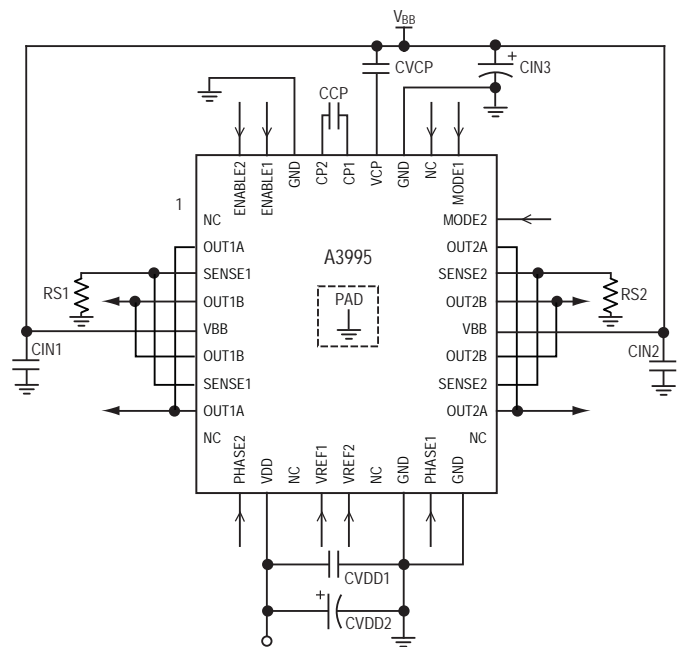 VBB
CVCP
+
CIN3
CCP
ENABLE2
ENABLE1
GND
CP2
CP1
VCP
GND
NC
MODE1
1
NC
MODE2
OUT1A
A3995
OUT2A
SENSE1
SENSE2
RS1
OUT1B
PAD
OUT2B
RS2
VBB
VBB
CIN1
OUT1B
OUT2B
CIN2
SENSE1
SENSE2
OUT1A
OUT2A
NC
NC
PHASE2
VDD
NC
VREF1
VREF2
NC
GND
PHASE1
GND
CVDD1
+
CVDD2